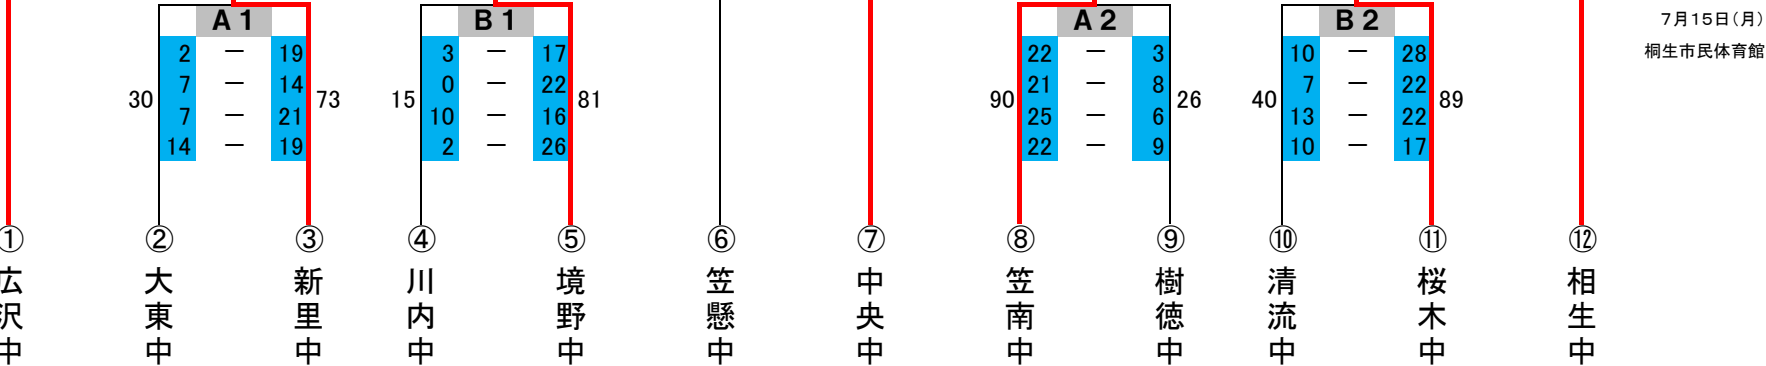 7月15日(月)
桐生市民体育館
A1
2 － 19
7 － 14
7 － 21
14 － 19
30
73
B1
3 － 17
0 － 22
10 － 16
2 － 26
15
81
A2
22 － 3
21 － 8
25 － 6
22 － 9
90
26
B2
10 － 28
7 － 22
13 － 22
10 － 17
40
89
①
広沢中
②
大東中
③
新里中
④
川内中
⑤
境野中
⑥
笠懸中
⑦
中央中
⑧
笠南中
⑨
樹徳中
⑩
清流中
⑪
桜木中
⑫
相生中